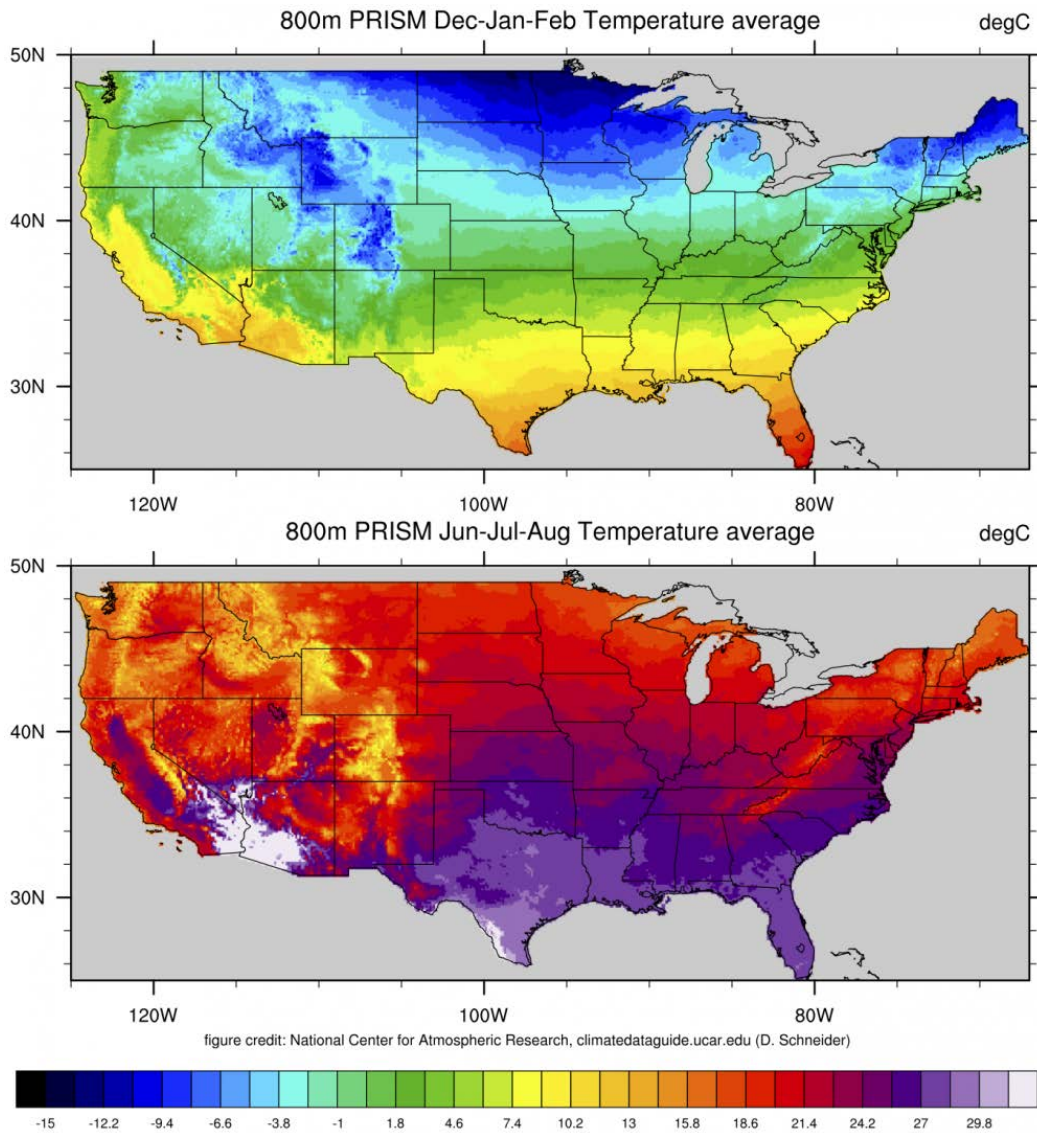 800m PRISM Dec-Jan-Feb Temperature average degC
50N
40N
30N
120W 100W 80W
800m PRISM Jun-Jul-Aug Temperature average degC
50N
40N
30N
120W 100W 80W
figure credit: National Center for Atmospheric Research, climatedataguide.ucar.edu (D. Schneider)
-15 -12.2 -9.4 -6.6 -3.8 -1 1.8 4.6 7.4 10.2 13 15.8 18.6 21.4 24.2 27 29.8